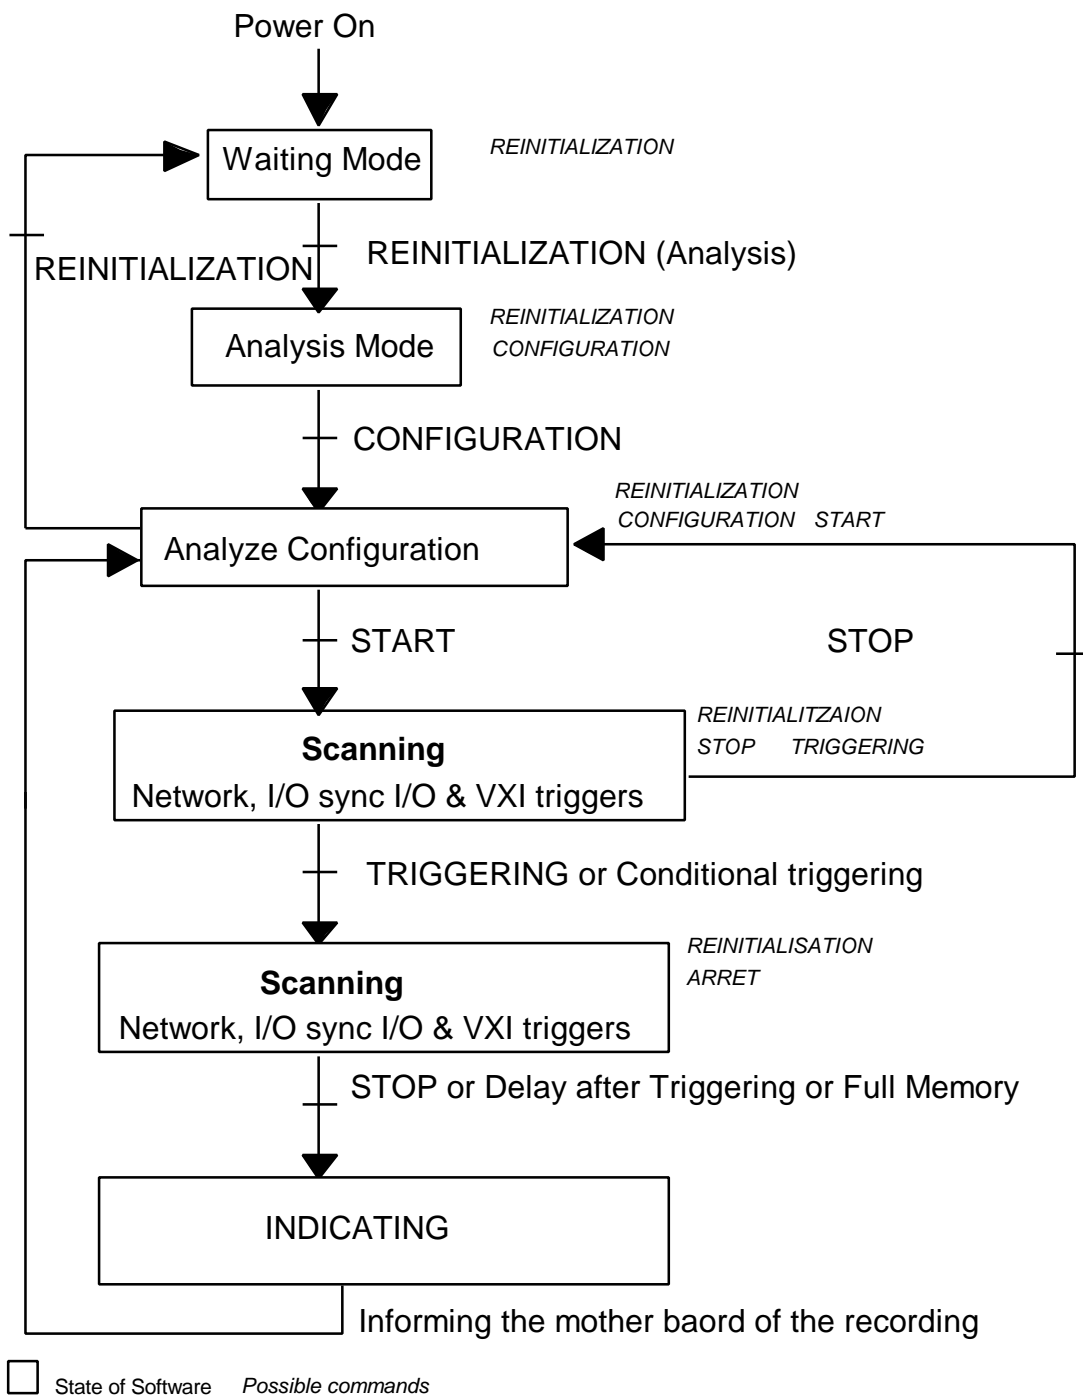 Power On
Waiting Mode
REINITIALIZATION
REINITIALIZATION
REINITIALIZATION (Analysis)
Analysis Mode
REINITIALIZATION
CONFIGURATION
CONFIGURATION
REINITIALIZATION
CONFIGURATION START
Analyze Configuration
START
STOP
Scanning
Network, I/O sync I/O & VXI triggers
REINITIALITZAION
STOP TRIGGERING
TRIGGERING or Conditional triggering
Scanning
Network, I/O sync I/O & VXI triggers
REINITIALISATION
ARRET
STOP or Delay after Triggering or Full Memory
INDICATING
Informing the mother baord of the recording
State of Software Possible commands